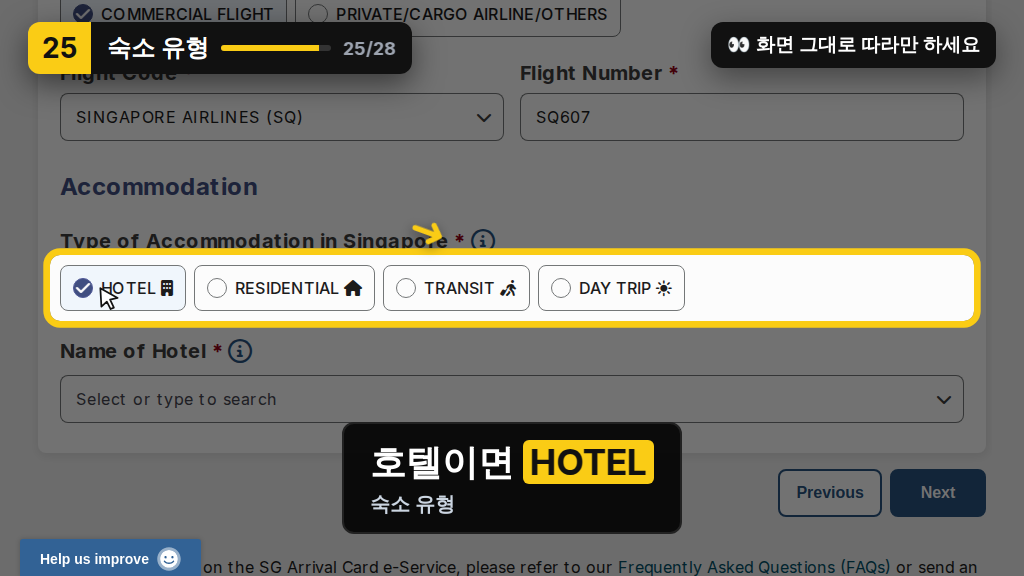 COMMERCIAL FLIGHT
PRIVATE/CARGO AIRLINE/OTHERS
25 숙소 유형 25/28
👀 화면 그대로 따라만 하세요
Flight Code
Flight Number *
SINGAPORE AIRLINES (SQ)
SQ607
Accommodation
Type of Accommodation in Singapore *
HOTEL
RESIDENTIAL
TRANSIT
DAY TRIP
Name of Hotel *
Select or type to search
호텔이면 HOTEL
숙소 유형
Previous
Next
Help us improve
on the SG Arrival Card e-Service, please refer to our Frequently Asked Questions (FAQs) or send an